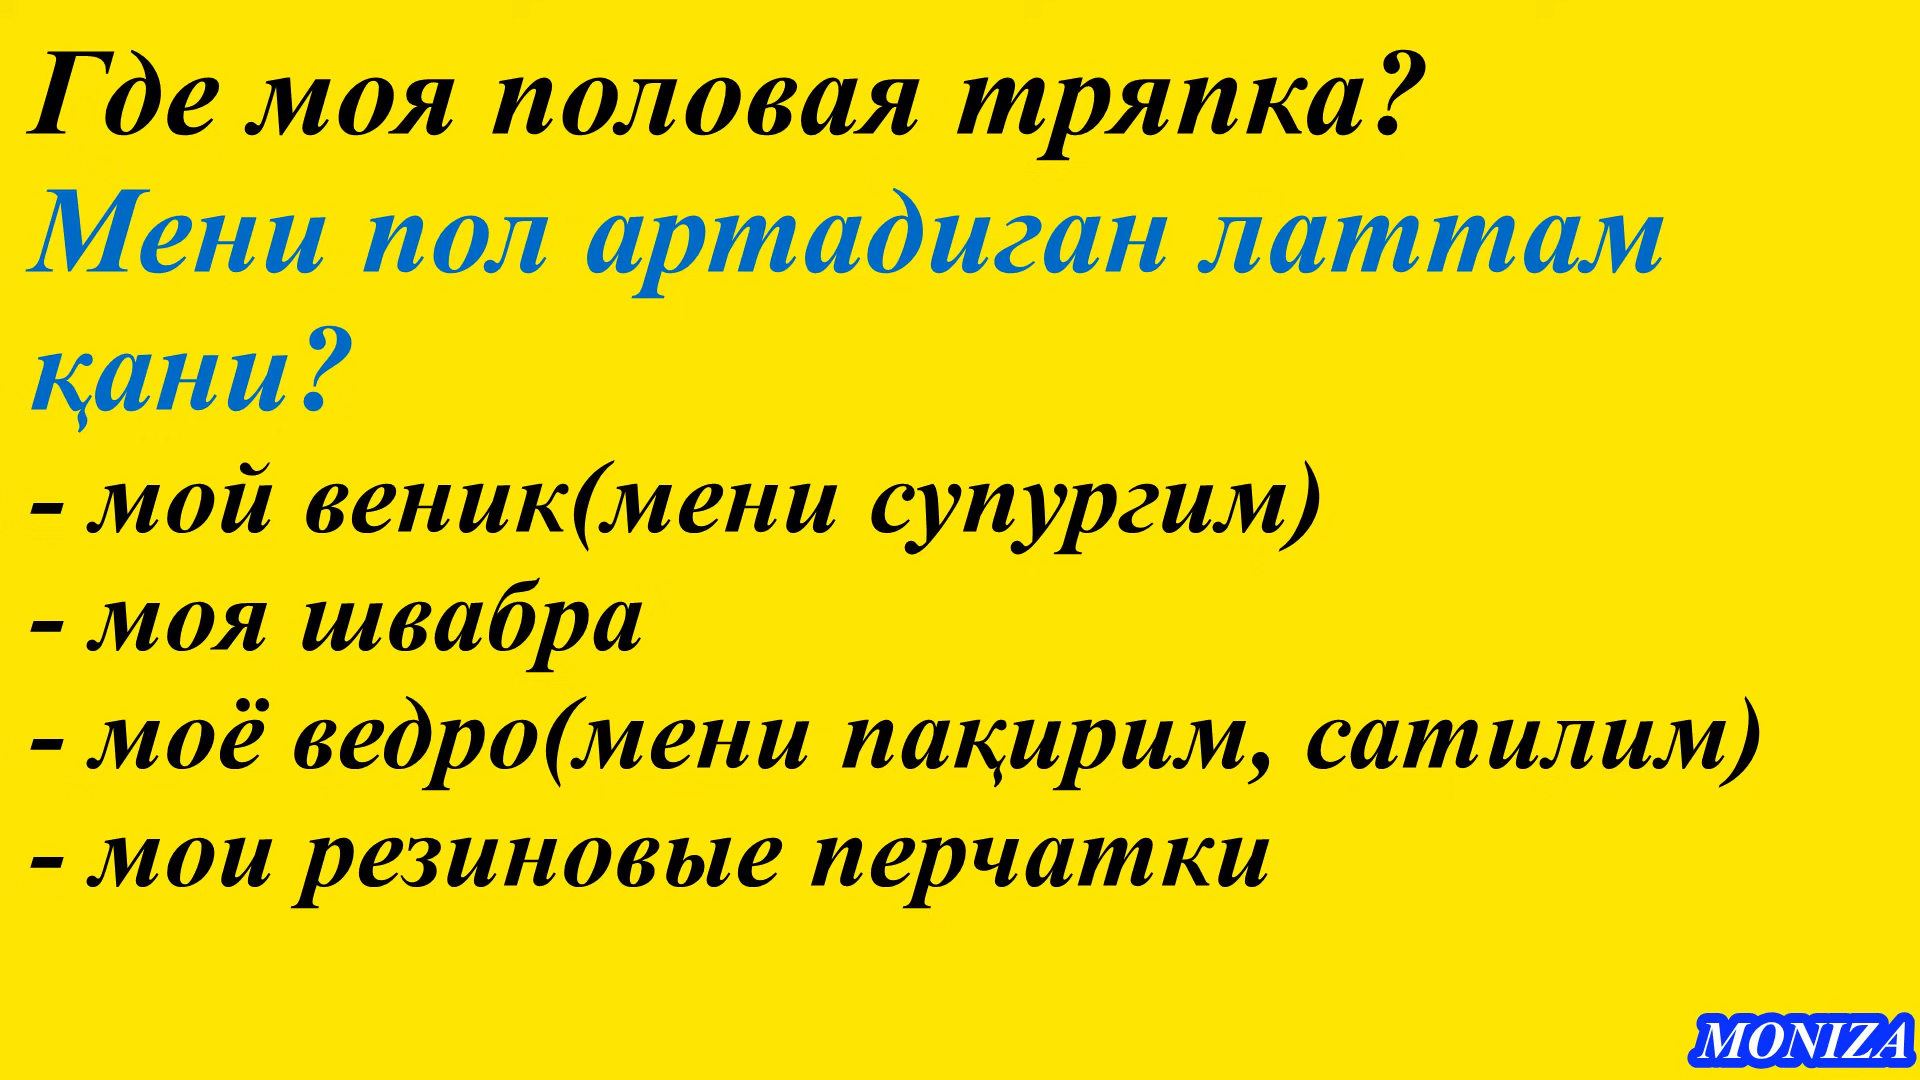 Где моя половая тряпка?
Мени пол артадиган латтам
қани?
- мой веник(мени супургим)
- моя швабра
- моё ведро(мени пақирим, сатилим)
- мои резиновые перчатки
MONIZA